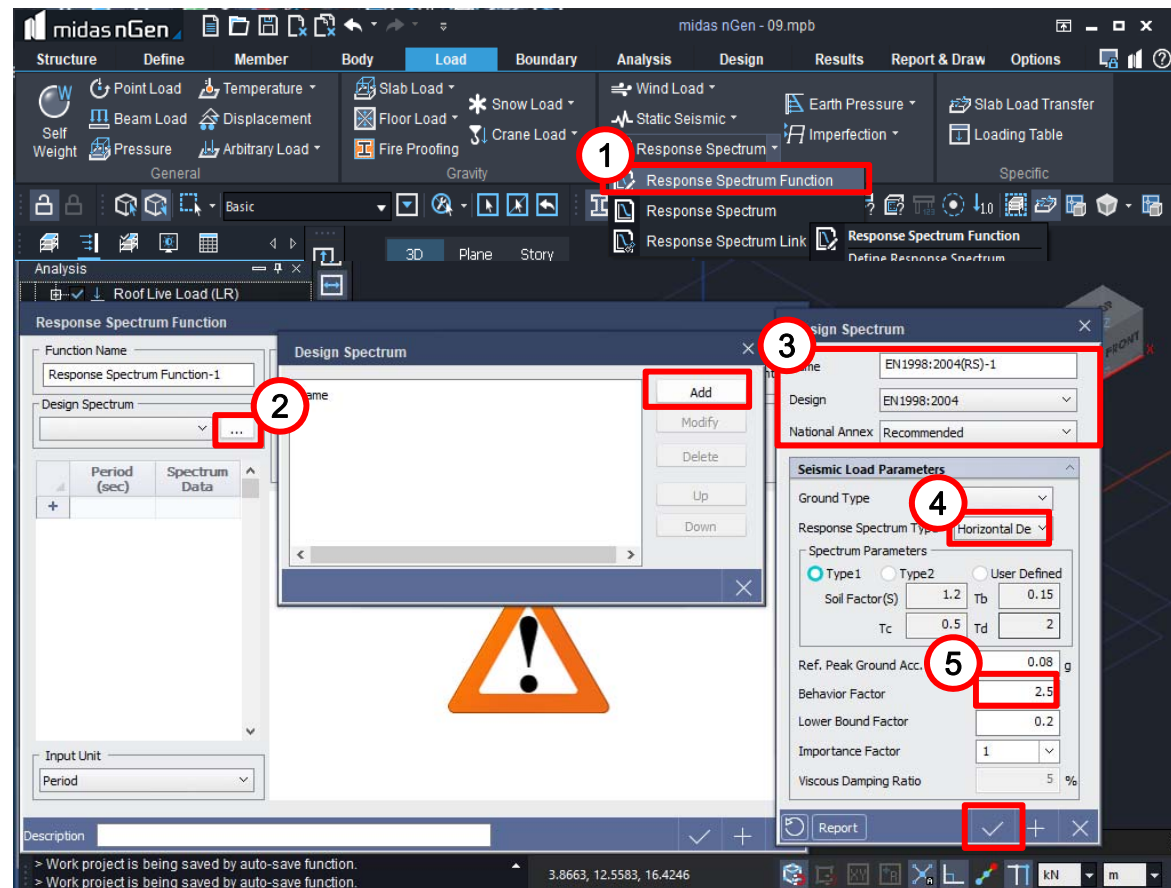 midas nGen
midas nGen - 09.mpb
Structure Define Member Body Load Boundary Analysis Design Results Report & Draw Options
Self Weight
Point Load
Temperature
Beam Load
Displacement
Pressure
Arbitrary Load
General
Slab Load
Floor Load
Fire Proofing
Snow Load
Crane Load
Gravity
Wind Load
Static Seismic
Response Spectrum
Earth Pressure
Imperfection
Slab Load Transfer
Loading Table
Specific
1
Response Spectrum Function
Response Spectrum
Response Spectrum Link
Response Spectrum Function
Define Response Spectrum
Basic
3D Plane Story
Analysis
Roof Live Load (LR)
Response Spectrum Function
Function Name
Response Spectrum Function-1
Design Spectrum
2
...
Period (sec)
Spectrum Data
+
Input Unit
Period
Description
Design Spectrum
Add
Modify
Delete
Up
Down
3
Spectrum
EN1998:2004(RS)-1
Design EN1998:2004
National Annex Recommended
Seismic Load Parameters
Ground Type
4
Response Spectrum Horizontal De
Spectrum Parameters
Type1 Type2 User Defined
Soil Factor(S) 1.2 Tb 0.15
Tc 0.5 Td 2
5
Ref. Peak Ground Acc. 0.08 g
Behavior Factor 2.5
Lower Bound Factor 0.2
Importance Factor 1
Viscous Damping Ratio 5 %
Report
> Work project is being saved by auto-save function.
> Work project is being saved by auto-save function.
3.8663, 12.5583, 16.4246
kN m